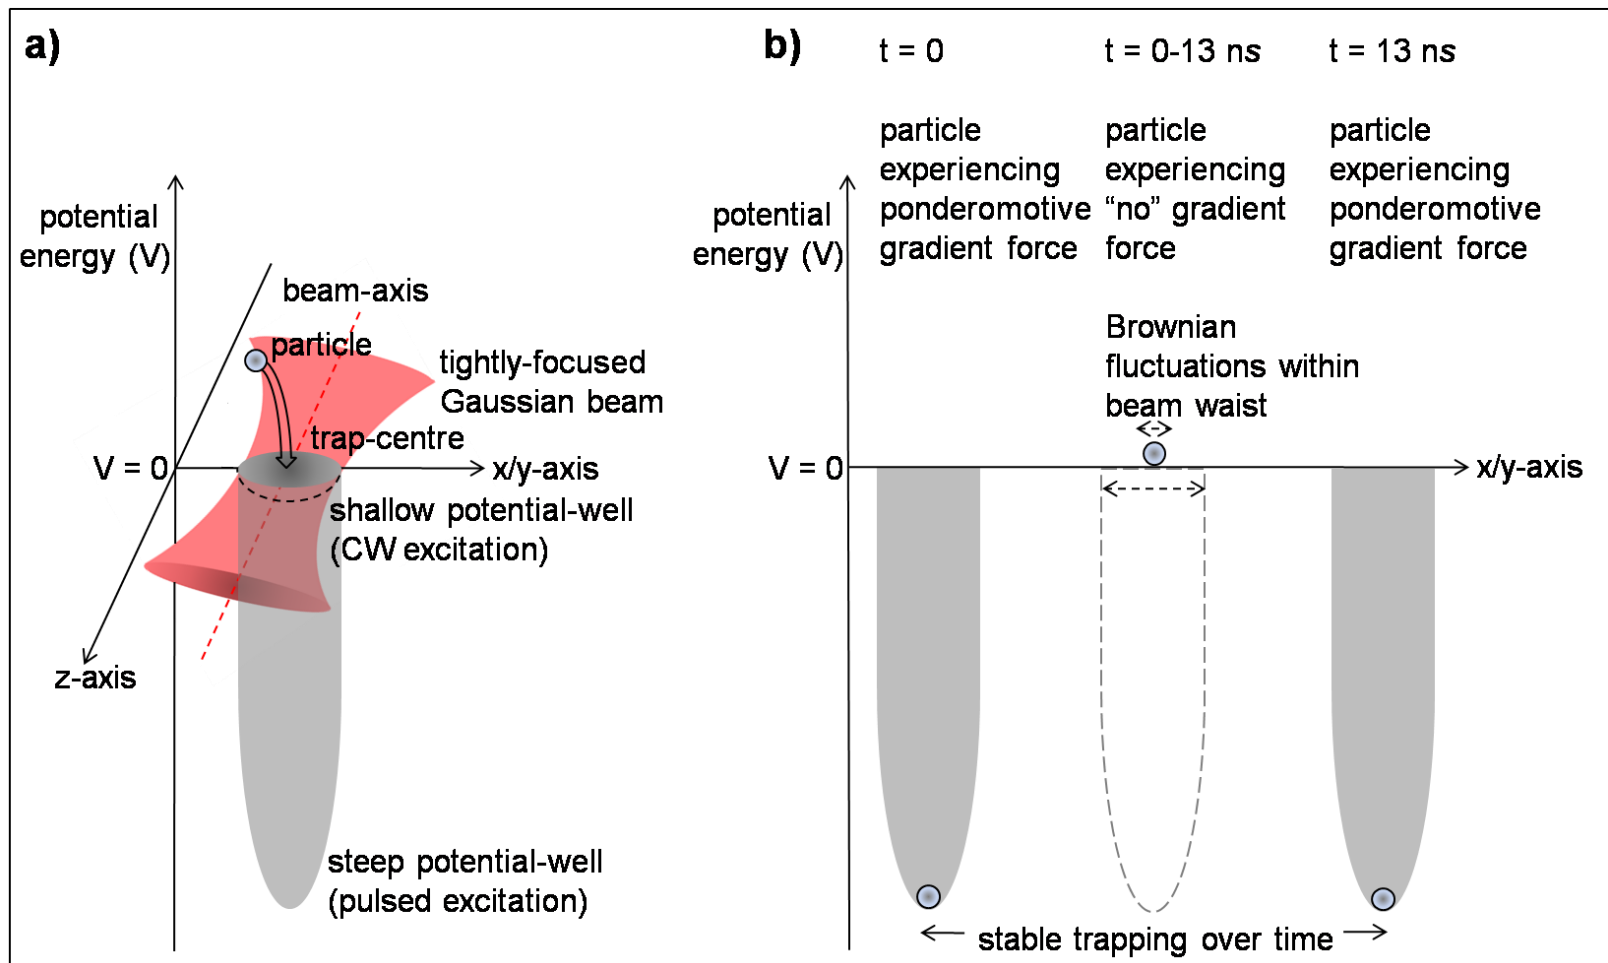 a)
potential
energy (V)
beam-axis
particle
tightly-focused
Gaussian beam
trap-centre
V = 0
x/y-axis
shallow potential-well
(CW excitation)
z-axis
steep potential-well
(pulsed excitation)
b)
t = 0
t = 0-13 ns
t = 13 ns
particle
experiencing
ponderomotive
gradient force
particle
experiencing
“no” gradient
force
particle
experiencing
ponderomotive
gradient force
potential
energy (V)
Brownian
fluctuations within
beam waist
V = 0
x/y-axis
stable trapping over time